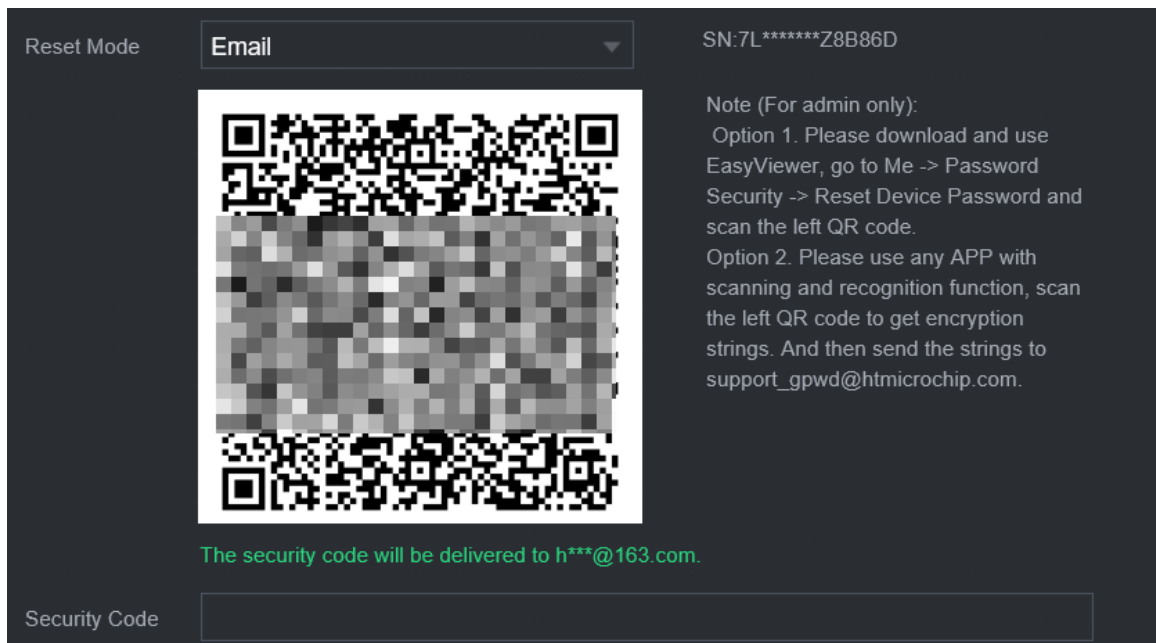 Reset Mode
Email
SN:7L*******Z8B86D
Note (For admin only):
Option 1. Please download and use
EasyViewer, go to Me -> Password
Security -> Reset Device Password and
scan the left QR code.
Option 2. Please use any APP with
scanning and recognition function, scan
the left QR code to get encryption
strings. And then send the strings to
support_gpwd@htmicrochip.com.
The security code will be delivered to h***@163.com.
Security Code